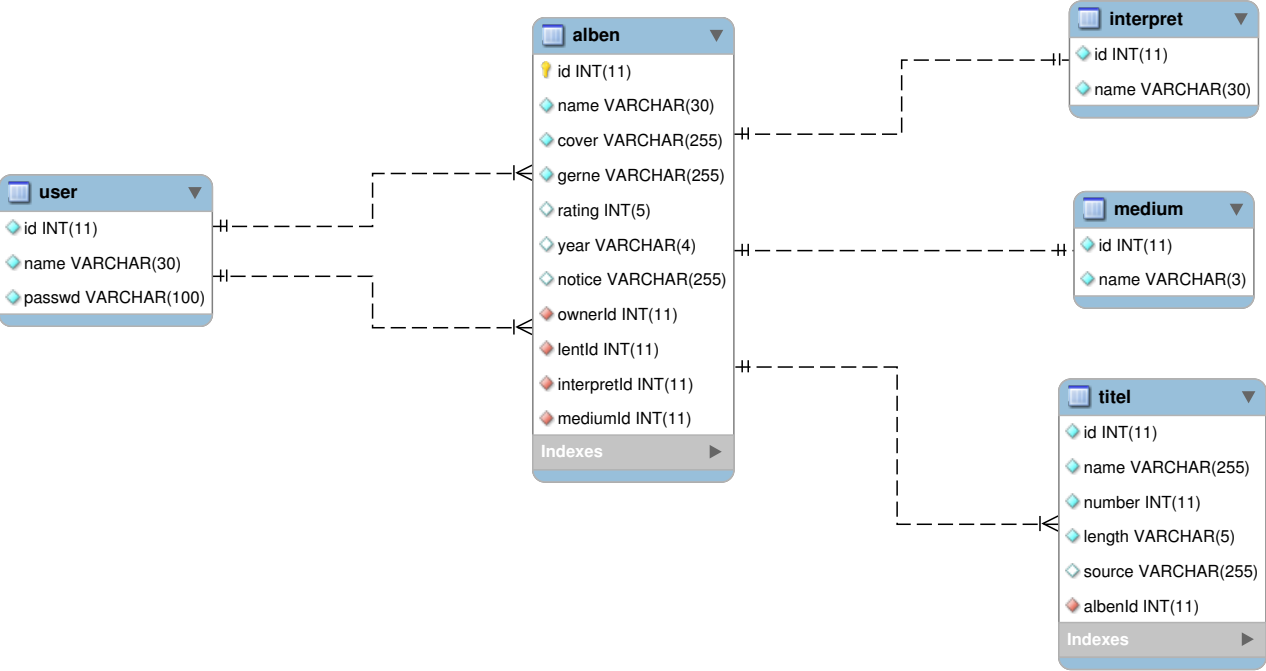 user
id INT(11)
name VARCHAR(30)
passwd VARCHAR(100)
alben
id INT(11)
name VARCHAR(30)
cover VARCHAR(255)
gerne VARCHAR(255)
rating INT(5)
year VARCHAR(4)
notice VARCHAR(255)
ownerId INT(11)
lentId INT(11)
interpretId INT(11)
mediumId INT(11)
Indexes
interpret
id INT(11)
name VARCHAR(30)
medium
id INT(11)
name VARCHAR(3)
titel
id INT(11)
name VARCHAR(255)
number INT(11)
length VARCHAR(5)
source VARCHAR(255)
albenId INT(11)
Indexes